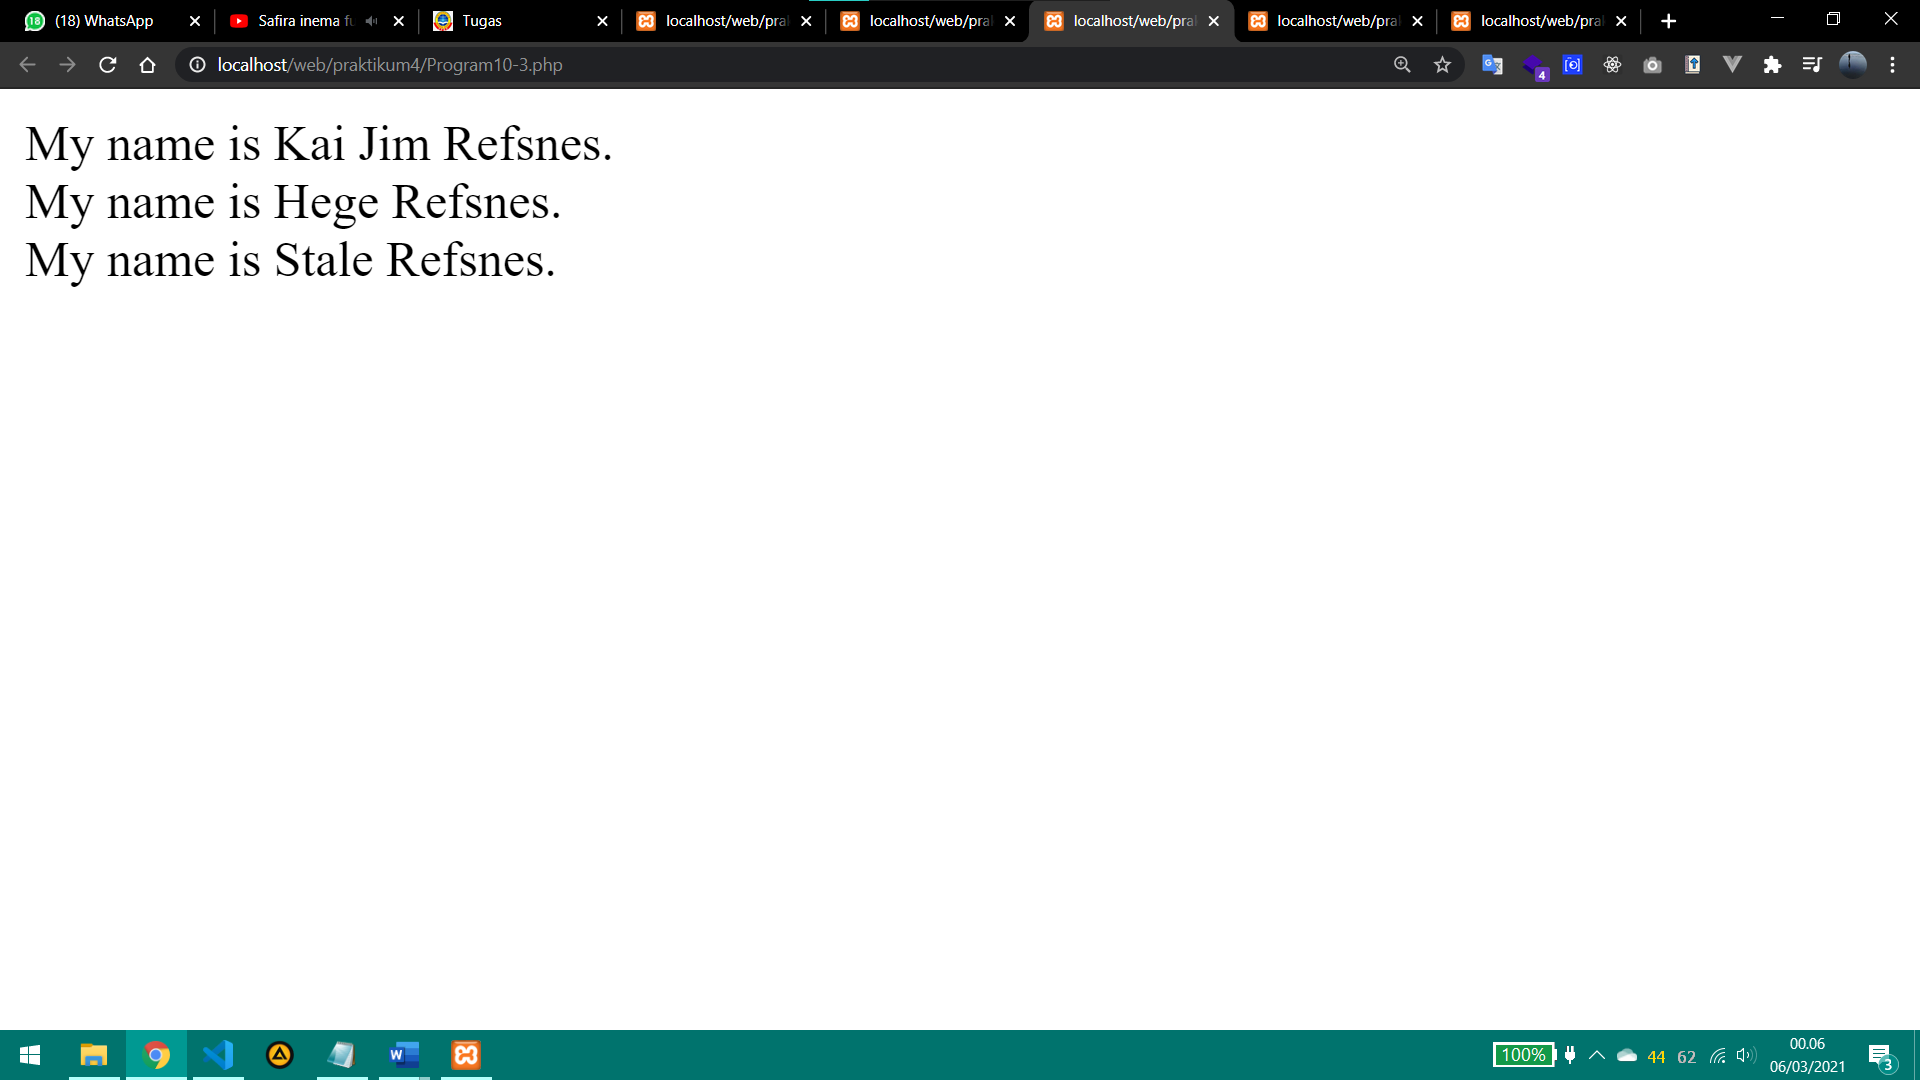 (18) WhatsApp
Safira inema
Tugas
localhost/web/pra
localhost/web/pra
localhost/web/pra
localhost/web/pra
localhost/web/pra
localhost/web/praktikum4/Program10-3.php
4
My name is Kai Jim Refsnes.
My name is Hege Refsnes.
My name is Stale Refsnes.
100%
44
62
00.06
06/03/2021
3